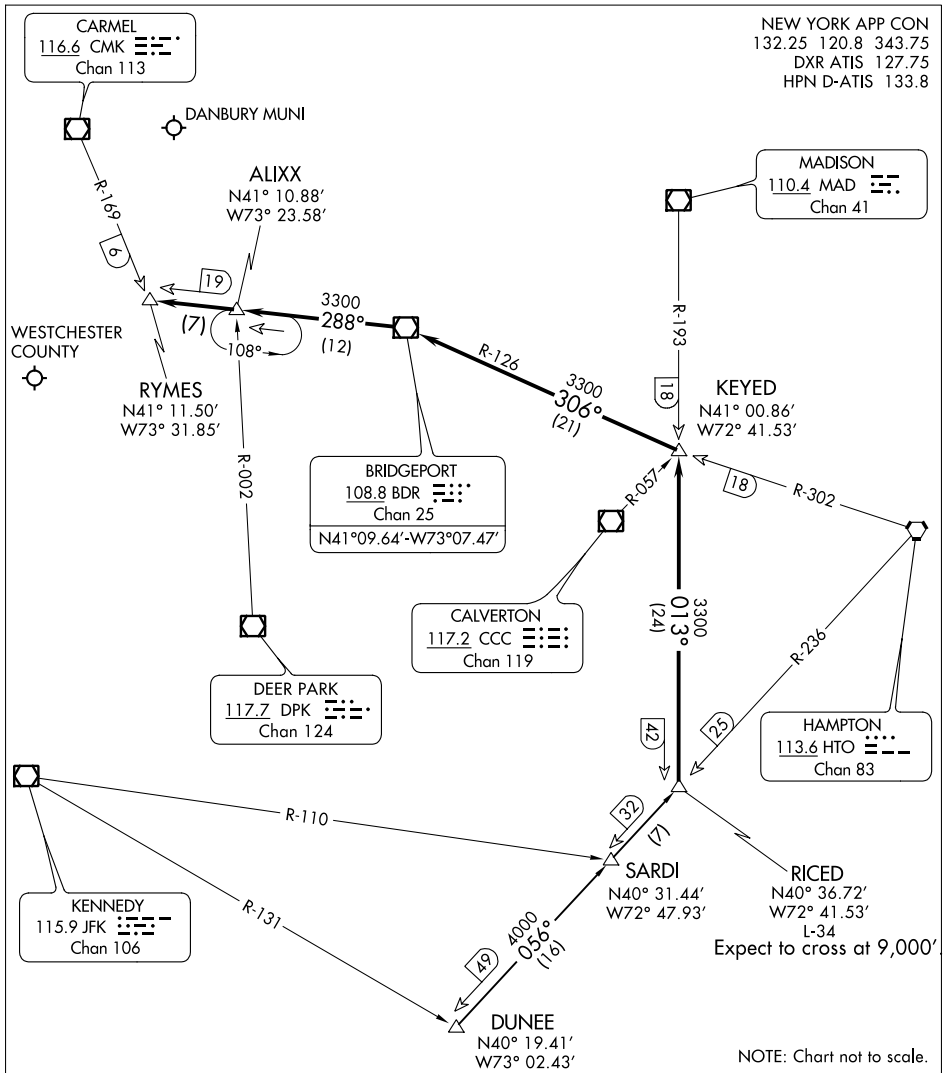 CARMEL
116.6 CMK
Chan 113
NEW YORK APP CON
132.25 120.8 343.75
DXR ATIS 127.75
HPN D-ATIS 133.8
DANBURY MUNI
ALIXX
N41° 10.88’
W73° 23.58’
MADISON
110.4 MAD
Chan 41
R-169
6
19
(7)
3300
288°
(12)
108°
WESTCHESTER
COUNTY
RYMES
N41° 11.50’
W73° 31.85’
R-126
3300
306°
(21)
R-193
18
KEYED
N41° 00.86’
W72° 41.53’
BRIDGEPORT
108.8 BDR
Chan 25
N41°09.64’-W73°07.47’
R-002
R-057
18
R-302
CALVERTON
117.2 CCC
Chan 119
3300
013°
(24)
R-236
DEER PARK
117.7 DPK
Chan 124
42
25
HAMPTON
113.6 HTO
Chan 83
R-110
32
(7)
SARDI
N40° 31.44’
W72° 47.93’
RICED
N40° 36.72’
W72° 41.53’
L-34
Expect to cross at 9,000’.
KENNEDY
115.9 JFK
Chan 106
R-131
4000
056°
(16)
49
DUNEE
N40° 19.41’
W73° 02.43’
NOTE: Chart not to scale.